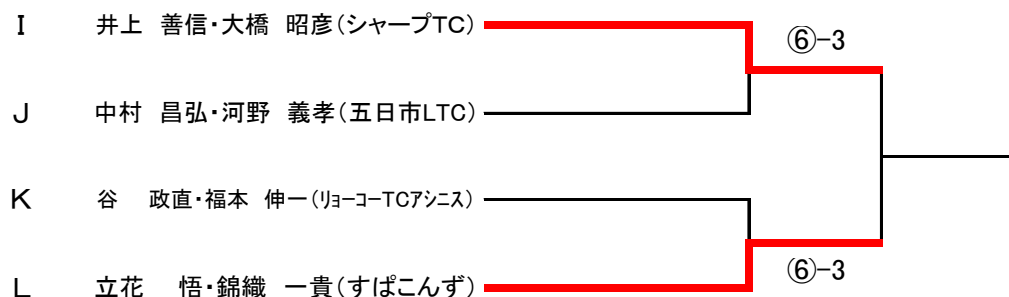 I 井上 善信・大橋 昭彦(シャープTC)
⑥-3
J 中村 昌弘・河野 義孝(五日市LTC)
K 谷 政直・福本 伸一(ﾘｮｰｺｰTCｱｼﾆｽ)
L 立花 悟・錦織 一貴(すぱこんず)
⑥-3